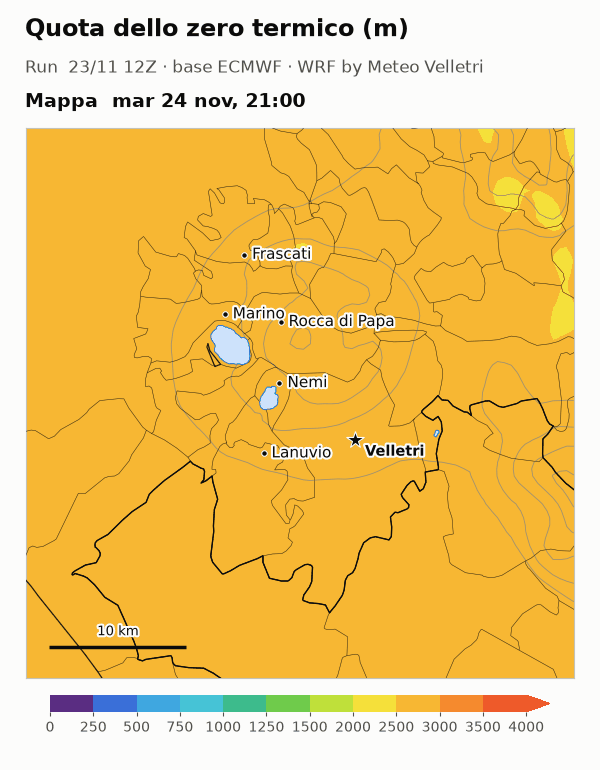 Quota dello zero termico (m)
Run  23/11 12Z · base ECMWF · WRF by Meteo Velletri
Mappa  mar 24 nov, 21:00
Frascati
Marino
Rocca di Papa
Nemi
Velletri
Lanuvio
10 km
0 250 500 750 1000 1250 1500 2000 2500 3000 3500 4000